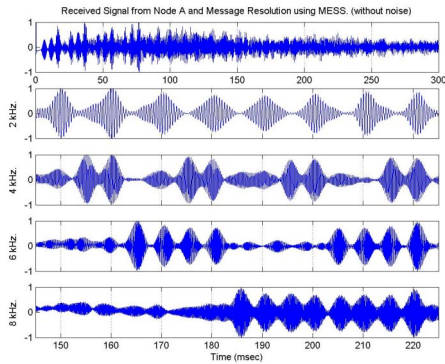 Received Signal from Node A and Message Resolution using MESS. (without noise)
1
0
-1
0 50 100 150 200 250 300
2 kHz.
1
0
-1
4 kHz.
1
0
-1
6 kHz.
1
0
-1
8 kHz.
1
0
-1
150 160 170 180 190 200 210 220
Time (msec)